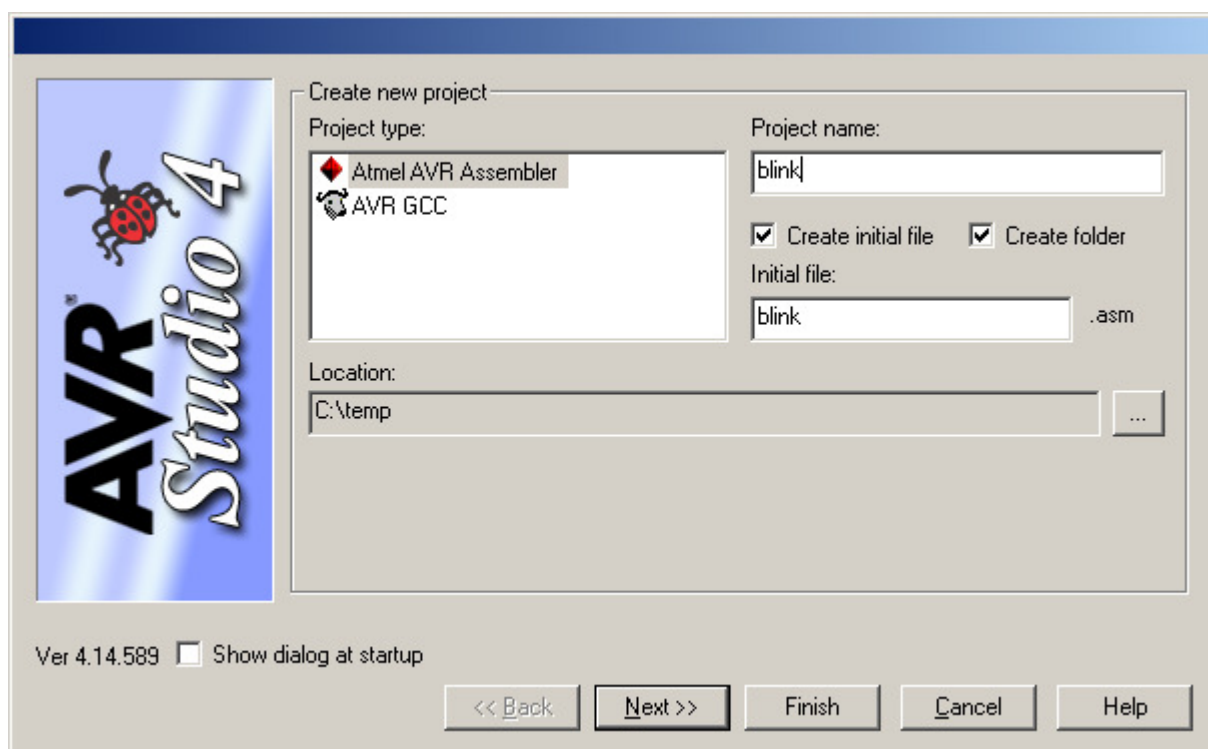 AVR®
Studio 4
Create new project
Project type:
Atmel AVR Assembler
AVR GCC
Project name:
blink
Create initial file
Create folder
Initial file:
blink
.asm
Location:
C:\temp
...
Ver 4.14.589
Show dialog at startup
<< Back
Next >>
Finish
Cancel
Help